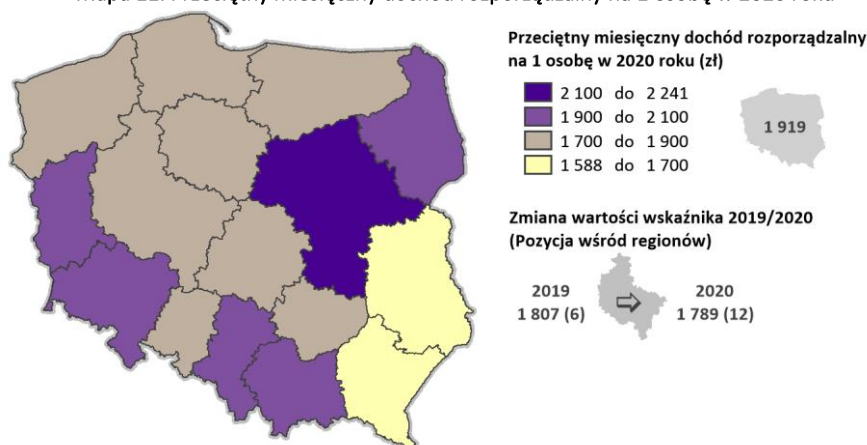 Przeciętny miesięczny dochód rozporządzalny
na 1 osobę w 2020 roku (zł)
2 100 do 2 241
1 900 do 2 100
1 700 do 1 900
1 588 do 1 700
1 919
Zmiana wartości wskaźnika 2019/2020
(Pozycja wśród regionów)
2019
1 807 (6)
2020
1 789 (12)